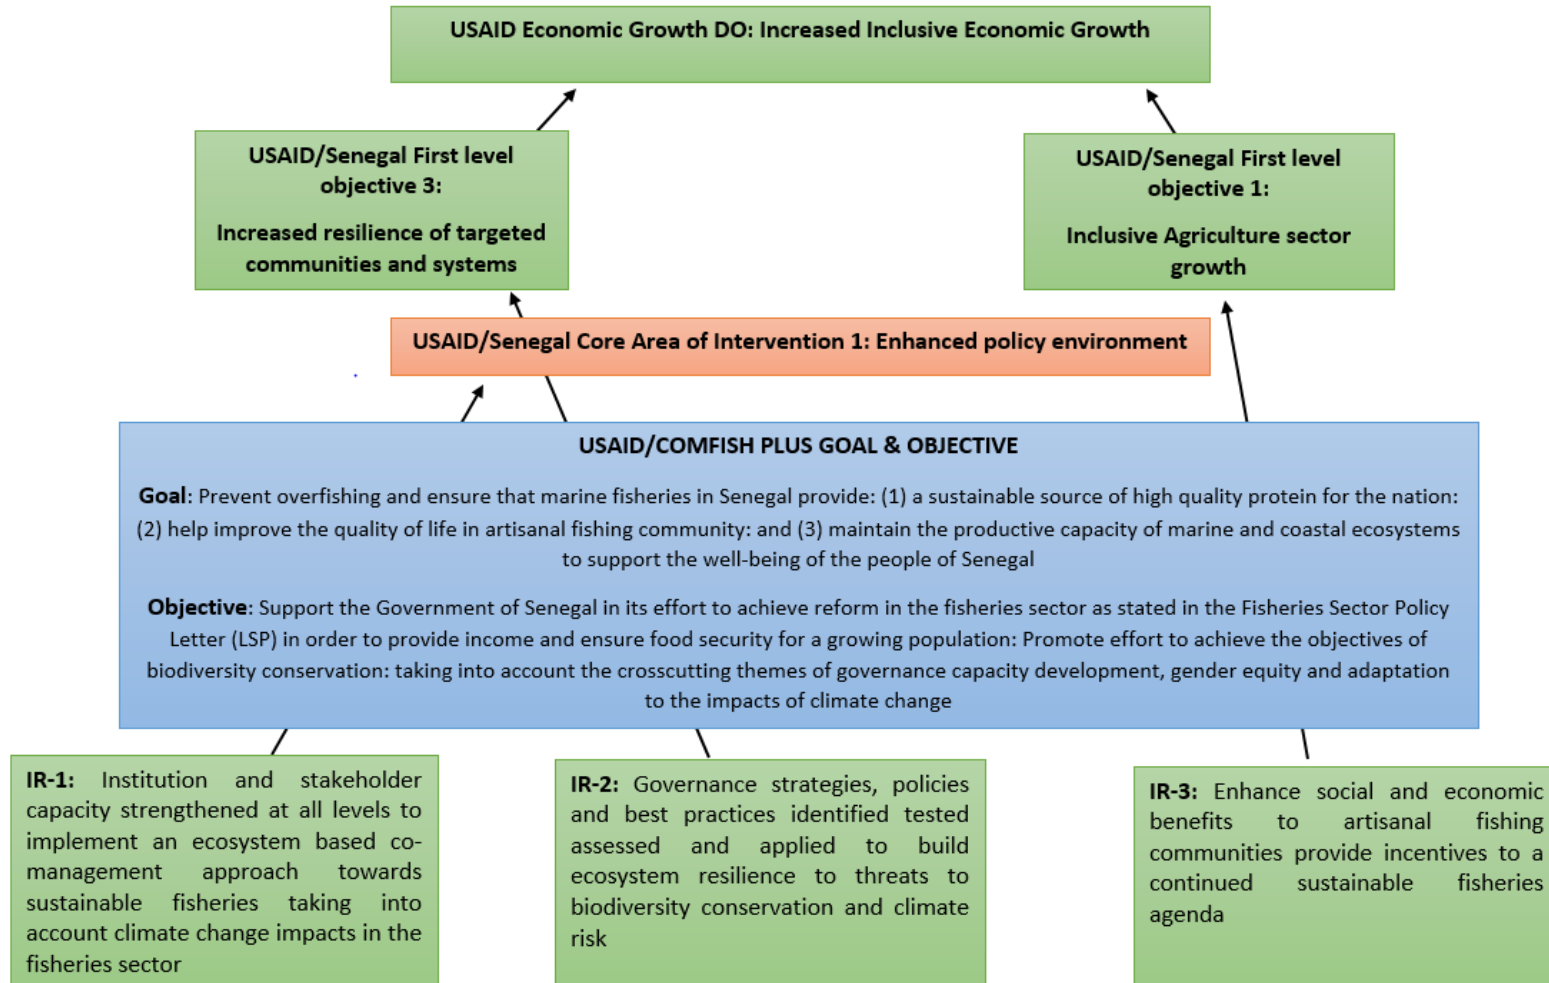 USAID Economic Growth DO: Increased Inclusive Economic Growth
USAID/Senegal First level
objective 3:
Increased resilience of targeted
communities and systems
USAID/Senegal First level
objective 1:
Inclusive Agriculture sector
growth
USAID/Senegal Core Area of Intervention 1: Enhanced policy environment
USAID/COMFISH PLUS GOAL & OBJECTIVE
Goal: Prevent overfishing and ensure that marine fisheries in Senegal provide: (1) a sustainable source of high quality protein for the nation:
(2) help improve the quality of life in artisanal fishing community: and (3) maintain the productive capacity of marine and coastal ecosystems
to support the well-being of the people of Senegal
Objective: Support the Government of Senegal in its effort to achieve reform in the fisheries sector as stated in the Fisheries Sector Policy
Letter (LSP) in order to provide income and ensure food security for a growing population: Promote effort to achieve the objectives of
biodiversity conservation: taking into account the crosscutting themes of governance capacity development, gender equity and adaptation
to the impacts of climate change
IR-1: Institution and stakeholder
capacity strengthened at all levels to
implement an ecosystem based co-
management approach towards
sustainable fisheries taking into
account climate change impacts in the
fisheries sector
IR-2: Governance strategies, policies
and best practices identified tested
assessed and applied to build
ecosystem resilience to threats to
biodiversity conservation and climate
risk
IR-3: Enhance social and economic
benefits to artisanal fishing
communities provide incentives to a
continued sustainable fisheries
agenda